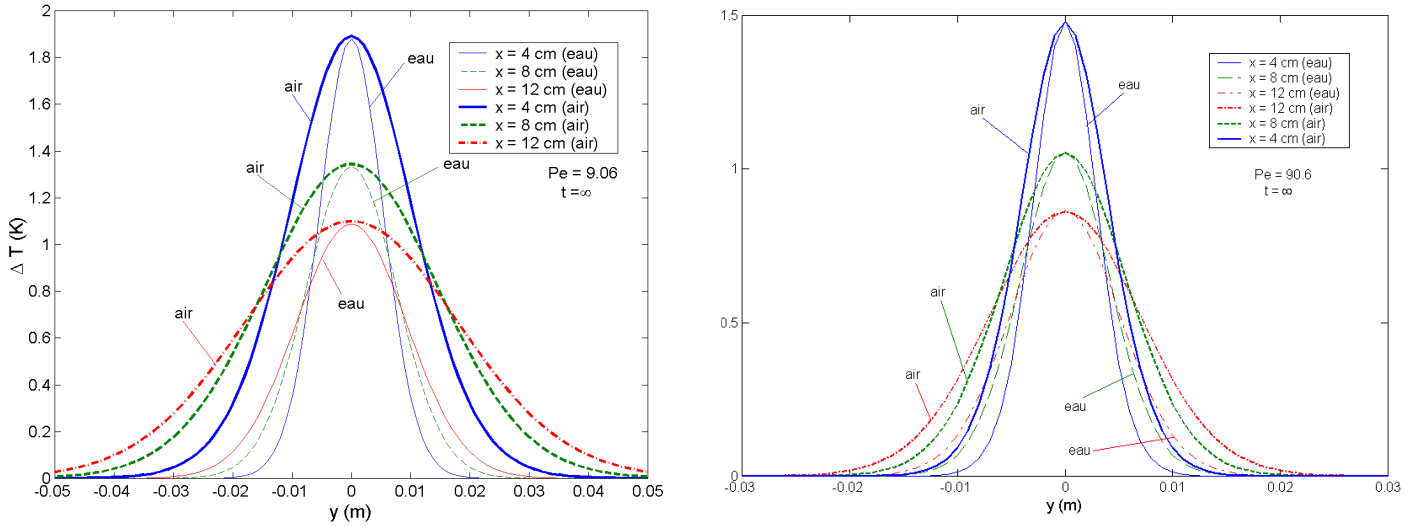 2
1.8
1.6
1.4
1.2
1
0.8
0.6
0.4
0.2
0
Δ T (K)
-0.05
-0.04
-0.03
-0.02
-0.01
0
0.01
0.02
0.03
0.04
0.05
y (m)
x = 4 cm (eau)
x = 8 cm (eau)
x = 12 cm (eau)
x = 4 cm (air)
x = 8 cm (air)
x = 12 cm (air)
Pe = 9.06
t = ∞
eau
air
eau
air
eau
air
1.5
1
0.5
0
-0.03
-0.02
-0.01
0
0.01
0.02
0.03
y (m)
x = 4 cm (eau)
x = 8 cm (eau)
x = 12 cm (eau)
x = 12 cm (air)
x = 8 cm (air)
x = 4 cm (air)
Pe = 90.6
t = ∞
eau
air
air
air
eau
eau